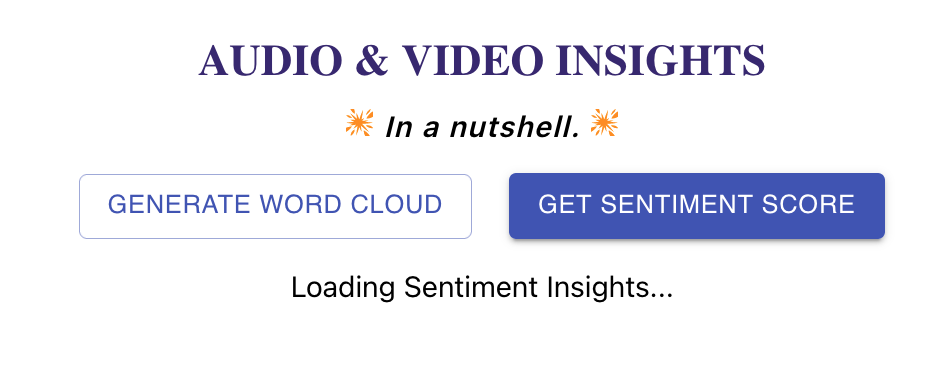 AUDIO & VIDEO INSIGHTS
In a nutshell.
GENERATE WORD CLOUD GET SENTIMENT SCORE
Loading Sentiment Insights...